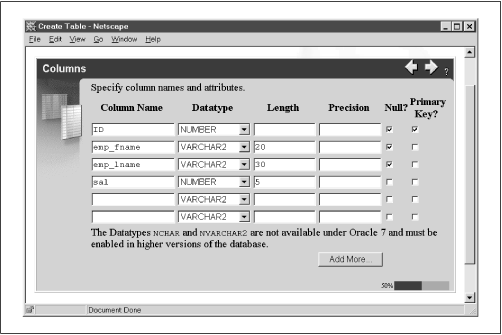 Create Table - Netscape
File Edit View Go Window Help
Columns
?
Specify column names and attributes.
Column Name Datatype Length Precision Null? Primary Key?
ID NUMBER
emp_fname VARCHAR2 20
emp_lname VARCHAR2 30
sal NUMBER 5
VARCHAR2
VARCHAR2
The Datatypes NCHAR and NVARCHAR2 are not available under Oracle 7 and must be
enabled in higher versions of the database.
Add More...
50%
Document Done